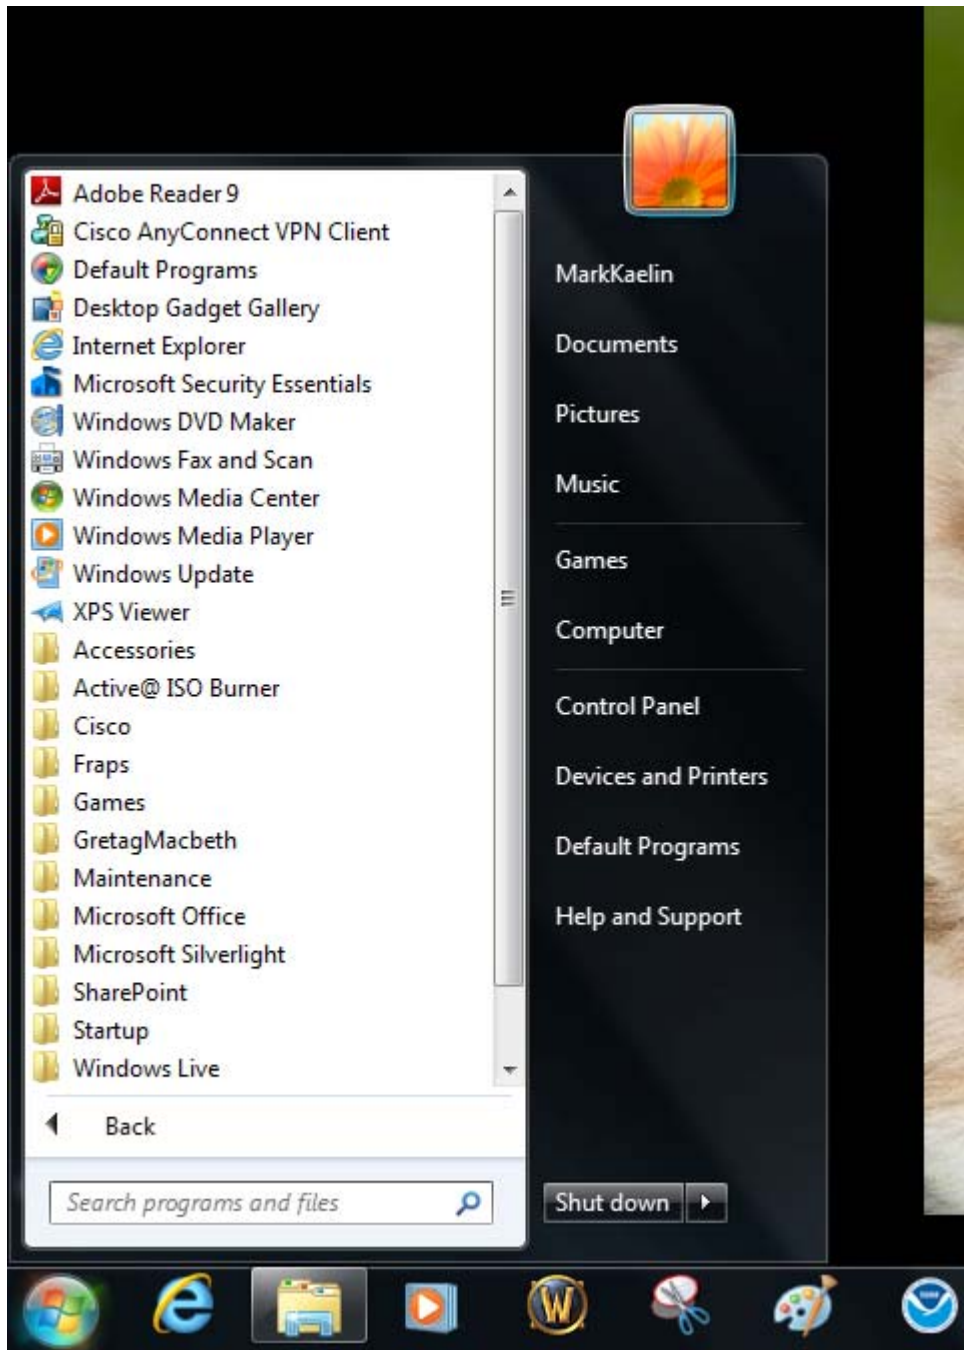 Adobe Reader 9
Cisco AnyConnect VPN Client
Default Programs
Desktop Gadget Gallery
Internet Explorer
Microsoft Security Essentials
Windows DVD Maker
Windows Fax and Scan
Windows Media Center
Windows Media Player
Windows Update
XPS Viewer
Accessories
Active@ ISO Burner
Cisco
Fraps
Games
GretagMacbeth
Maintenance
Microsoft Office
Microsoft Silverlight
SharePoint
Startup
Windows Live
Back
Search programs and files
MarkKaelin
Documents
Pictures
Music
Games
Computer
Control Panel
Devices and Printers
Default Programs
Help and Support
Shut down
W